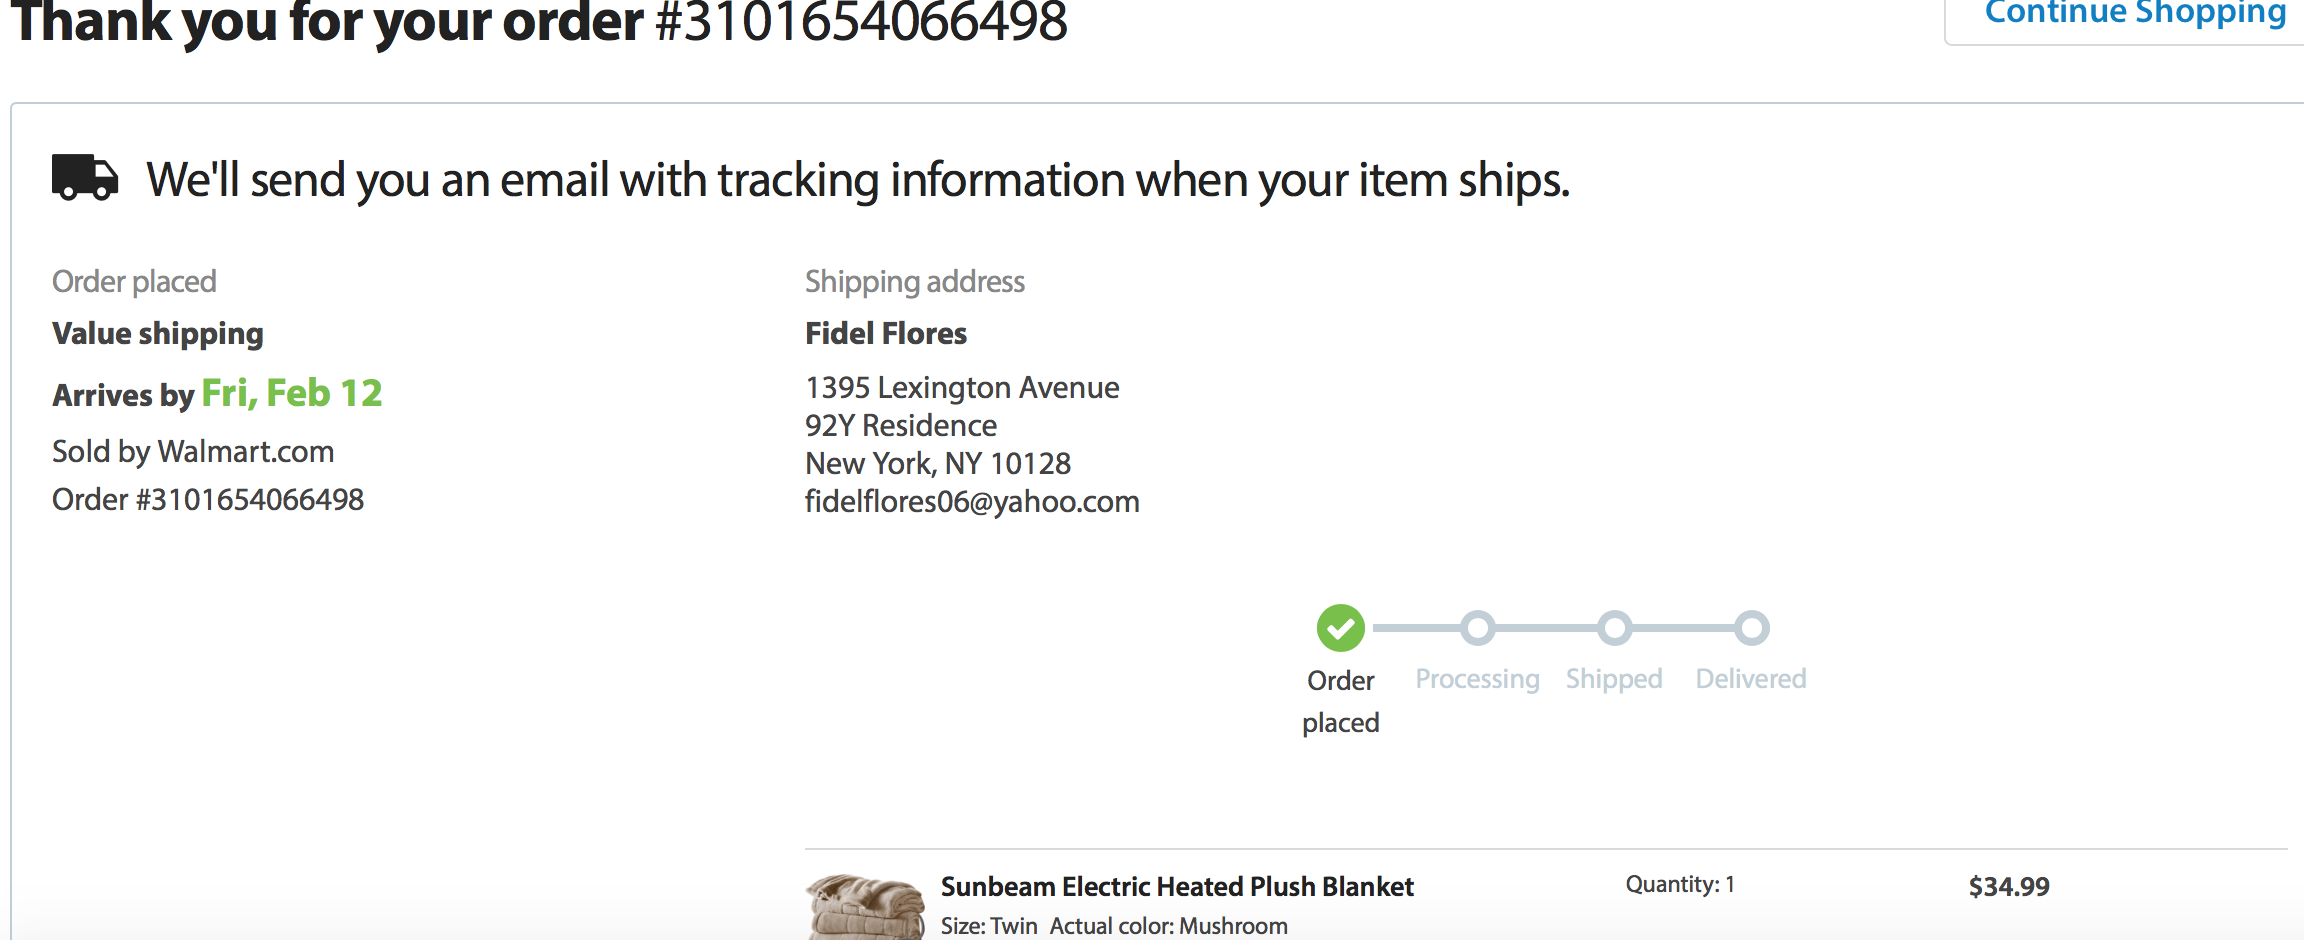 Thank you for your order #3101654066498
Continue Shopping
We'll send you an email with tracking information when your item ships.
Order placed
Value shipping
Arrives by Fri, Feb 12
Sold by Walmart.com
Order #3101654066498
Shipping address
Fidel Flores
1395 Lexington Avenue
92Y Residence
New York, NY 10128
fidelflores06@yahoo.com
Order placed
Processing
Shipped
Delivered
Sunbeam Electric Heated Plush Blanket
Size: Twin Actual color: Mushroom
Quantity: 1
$34.99